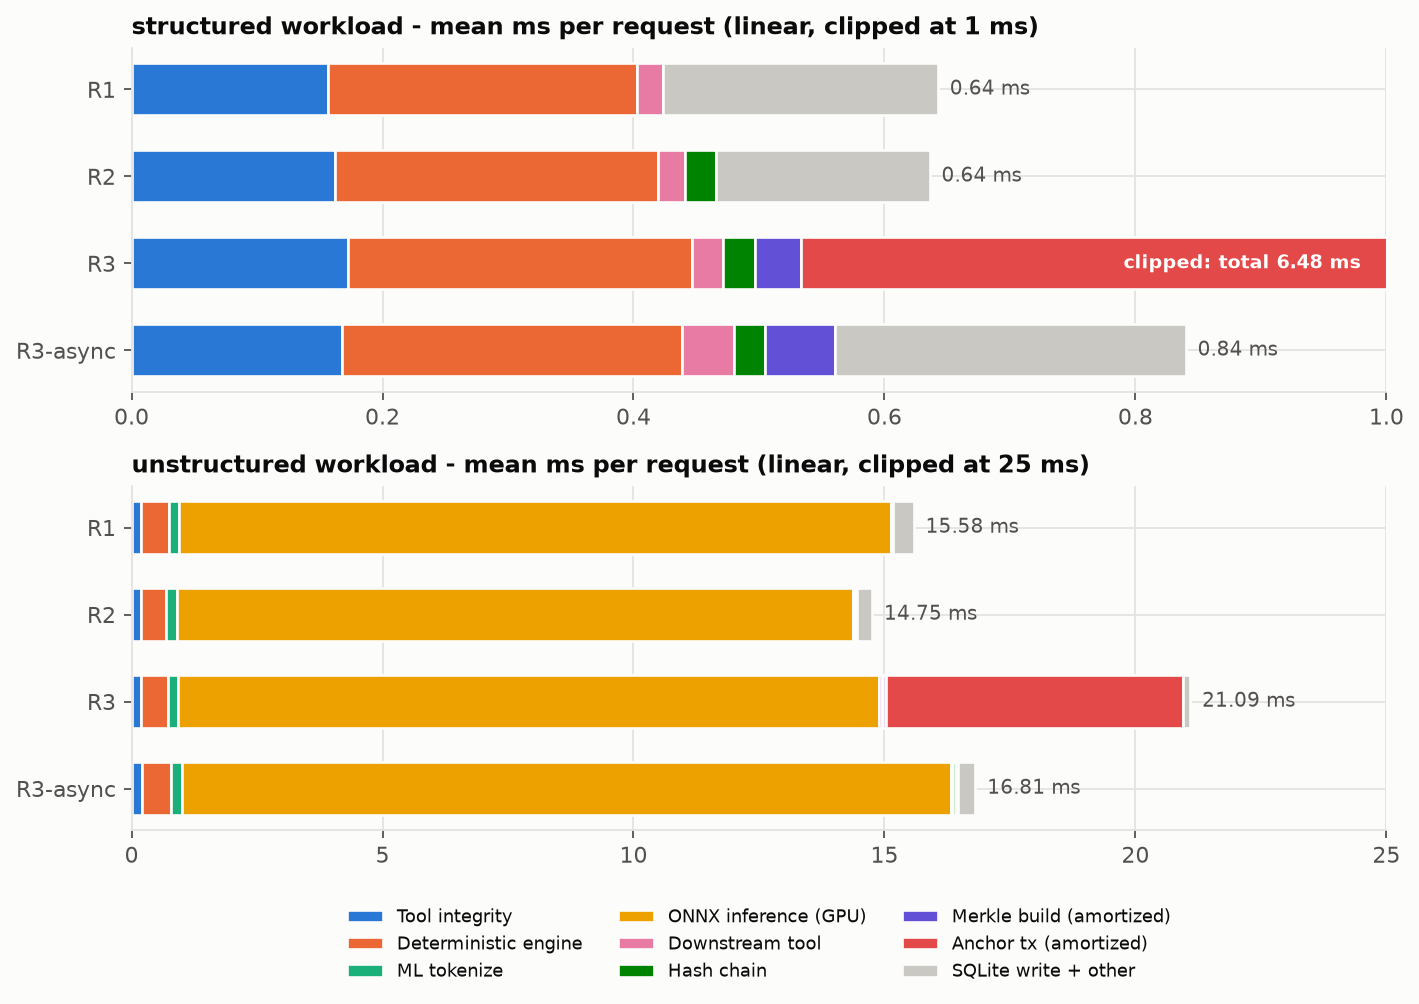 structured workload - mean ms per request (linear, clipped at 1 ms)
R1
0.64 ms
R2
0.64 ms
R3
clipped: total 6.48 ms
R3-async
0.84 ms
0.0 0.2 0.4 0.6 0.8 1.0
unstructured workload - mean ms per request (linear, clipped at 25 ms)
R1
15.58 ms
R2
14.75 ms
R3
21.09 ms
R3-async
16.81 ms
0 5 10 15 20 25
Tool integrity ONNX inference (GPU) Merkle build (amortized)
Deterministic engine Downstream tool Anchor tx (amortized)
ML tokenize Hash chain SQLite write + other